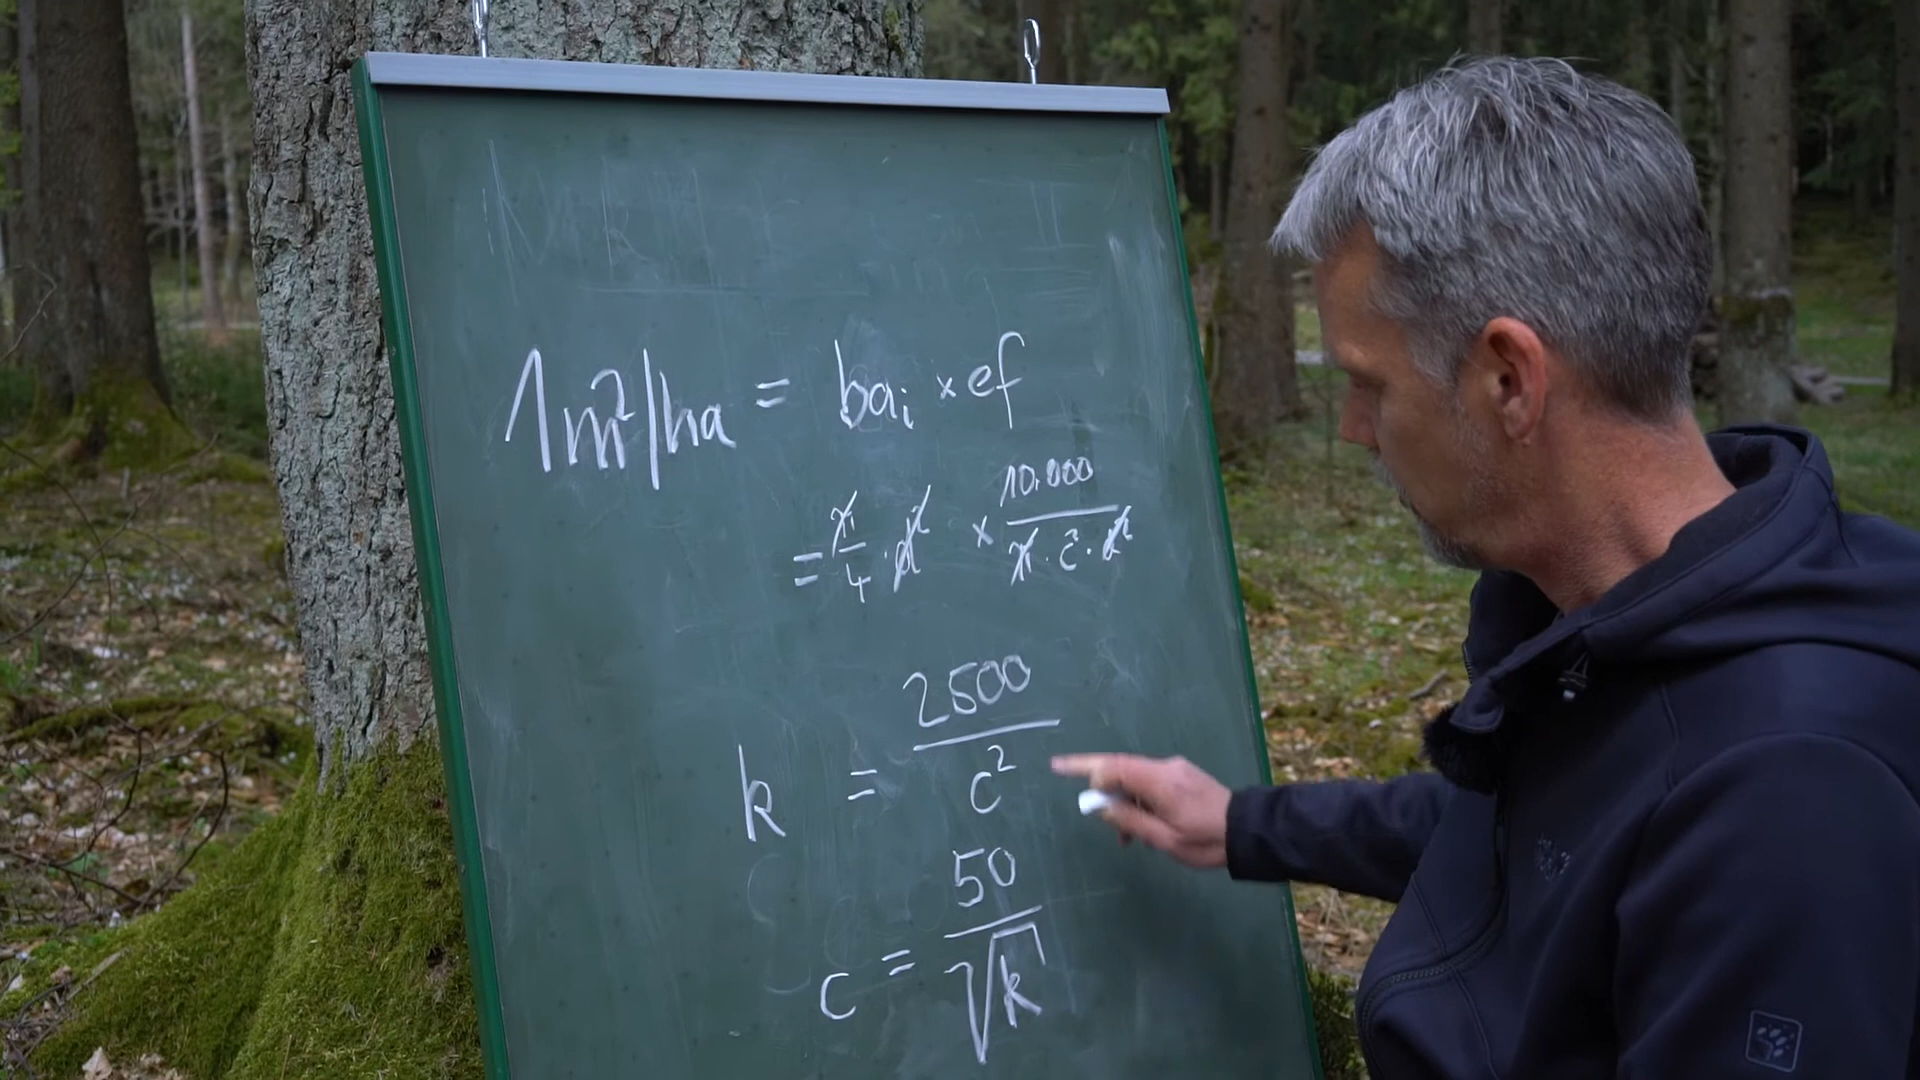 1m²/ha = baᵢ × ef
= π/4 · d² × 10.000/π · c² · d²
k = 2500/c²
c = 50/√k